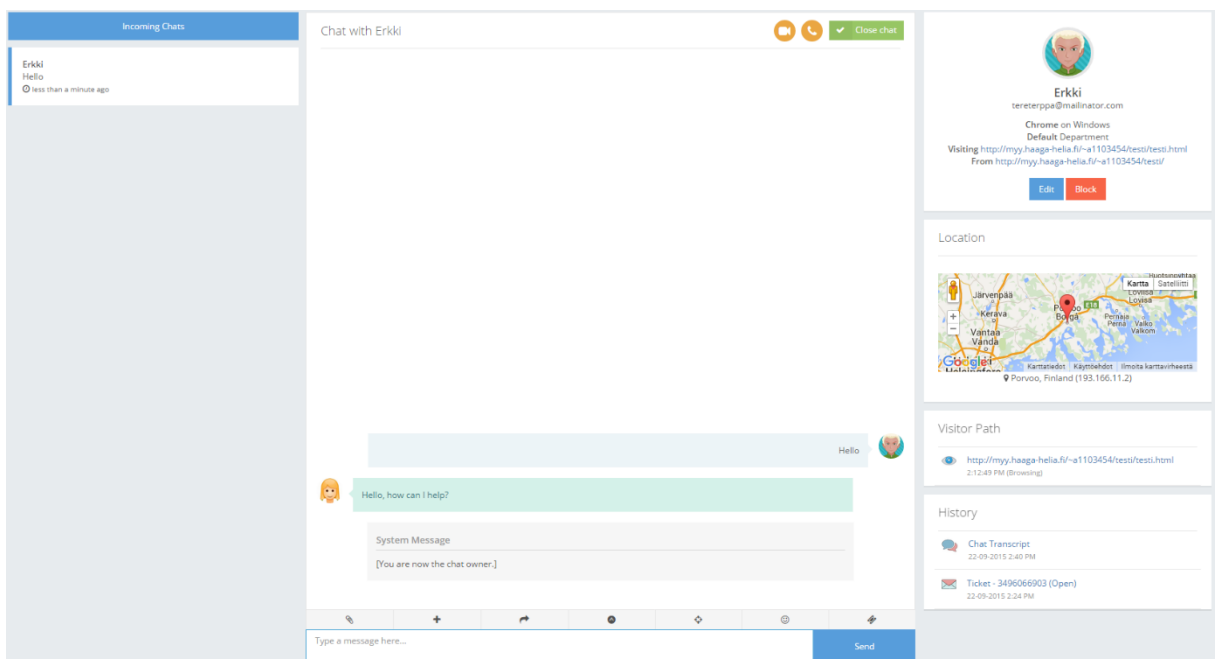 Incoming Chats
Erkki
Hello
less than a minute ago
Chat with Erkki
Close chat
Hello
Hello, how can I help?
System Message
[You are now the chat owner.]
Type a message here...
Send
Erkki
tereterppa@mailinator.com
Chrome on Windows
Default Department
Visiting http://myy.haaga-helia.fi/~a1103454/testi/testi.html
From http://myy.haaga-helia.fi/~a1103454/testi/
Edit Block
Location
Kartta Satelliitti
Järvenpää
Loviisa
Lovisa
Kerava
Porvoo E18
Borgå
Pernaja
Pernå Valko
Valkom
Vantaa
Vanda
Google
Karttatiedot Käyttöehdot Ilmoita karttavirheestä
Porvoo, Finland (193.166.11.2)
Visitor Path
http://myy.haaga-helia.fi/~a1103454/testi/testi.html
2:12:49 PM (Browsing)
History
Chat Transcript
22-09-2015 2:40 PM
Ticket - 3496066903 (Open)
22-09-2015 2:24 PM